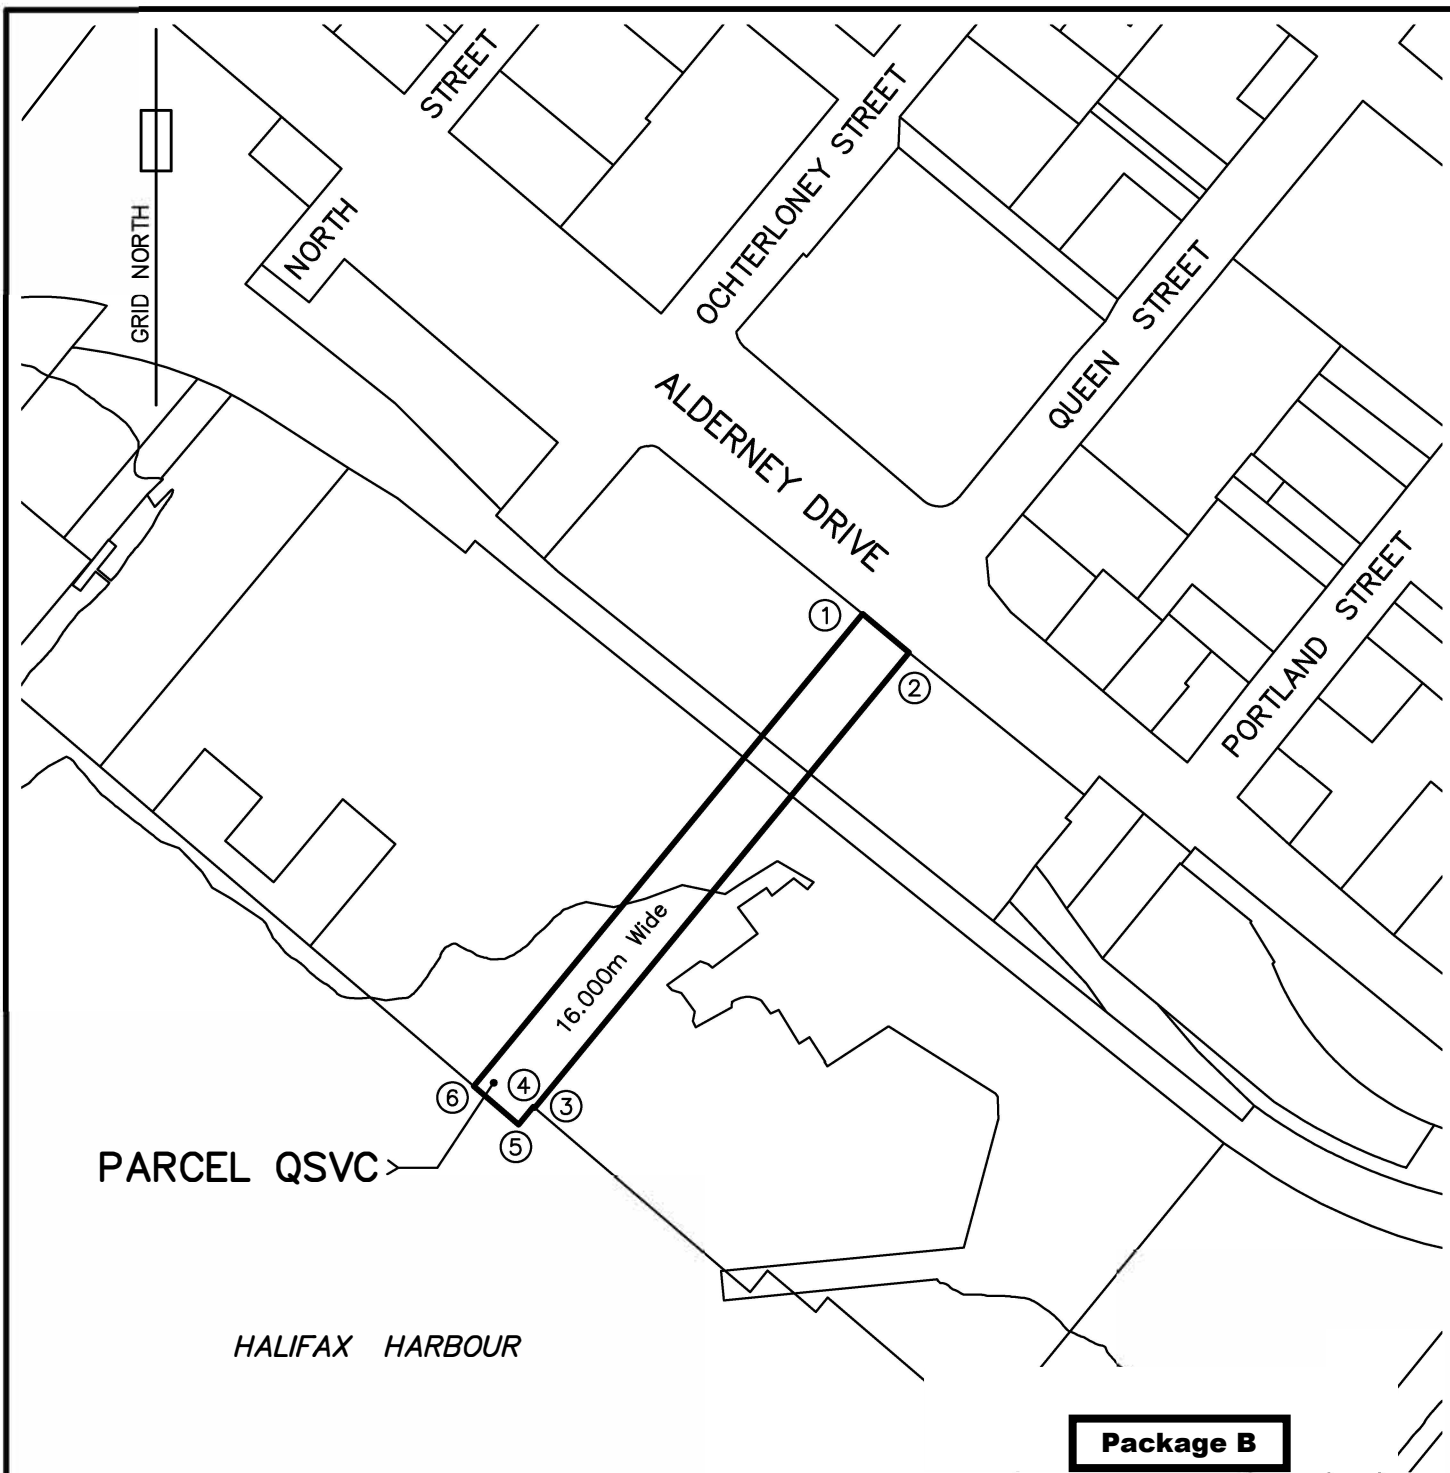 STREET
NORTH
GRID NORTH
OCHTERLONEY STREET
QUEEN STREET
ALDERNEY DRIVE
PORTLAND STREET
1
2
16.000m Wide
4
6
3
5
PARCEL QSVC
HALIFAX HARBOUR
Package B